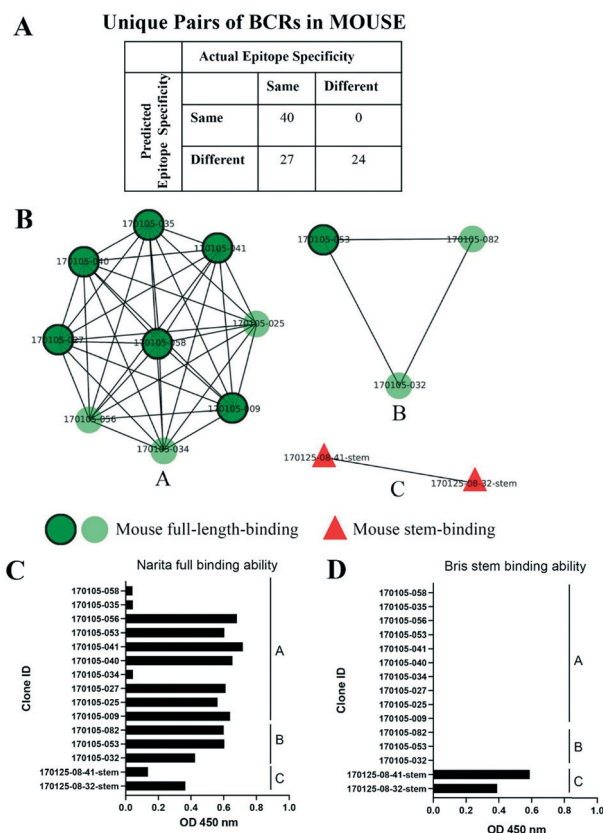 A
Unique Pairs of BCRs in MOUSE
Actual Epitope Specificity
Predicted
Epitope Specificity
Same Different
Same 40 0
Different 27 24
B
170105-035
170105-041
170105-040
170105-025
170105-027
170105-058
170105-009
170105-056
170105-034
A
170105-053
170105-082
170105-032
B
170125-08-41-stem
170125-08-32-stem
C
Mouse full-length-binding
Mouse stem-binding
C
Narita full binding ability
Clone ID
170105-058
170105-035
170105-056
170105-053
170105-041
170105-040
170105-034
170105-027
170105-025
170105-009
170105-082
170105-053
170105-032
170125-08-41-stem
170125-08-32-stem
A
B
C
0.0 0.2 0.4 0.6 0.8 1.0
OD 450 nm
D
Bris stem binding ability
Clone ID
170105-058
170105-035
170105-056
170105-053
170105-041
170105-040
170105-034
170105-027
170105-025
170105-009
170105-082
170105-053
170105-032
170125-08-41-stem
170125-08-32-stem
A
B
C
0.0 0.2 0.4 0.6 0.8 1.0
OD 450 nm